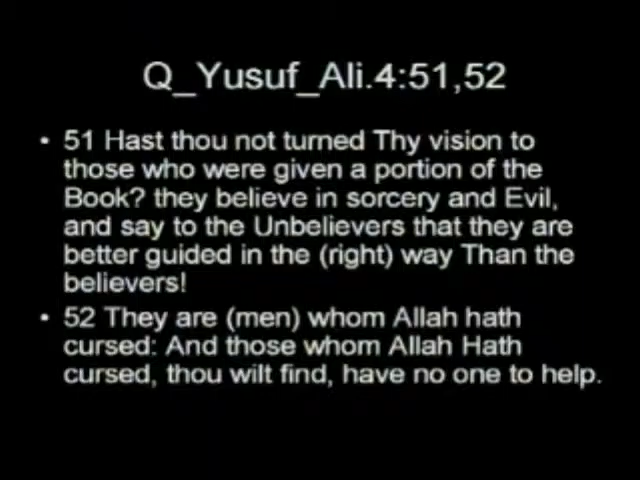 Q_Yusuf_Ali.4:51,52
• 51 Hast thou not turned Thy vision to
those who were given a portion of the
Book? they believe in sorcery and Evil,
and say to the Unbelievers that they are
better guided in the (right) way Than the
believers!
• 52 They are (men) whom Allah hath
cursed: And those whom Allah Hath
cursed, thou wilt find, have no one to help.